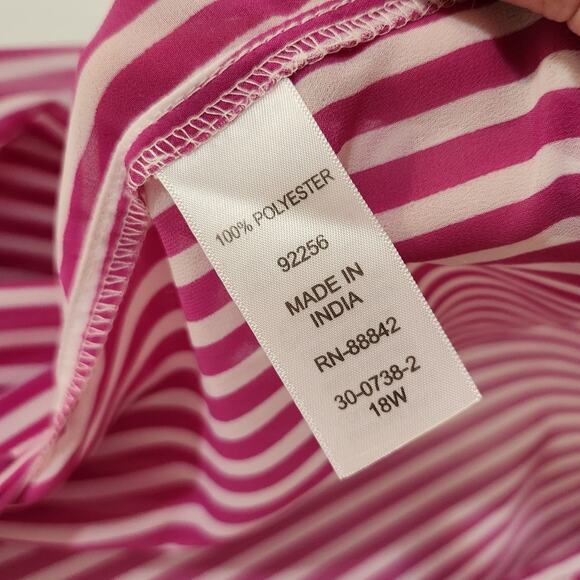 100% POLYESTER
92256
MADE IN
INDIA
RN-88842
30-0738-2
18W